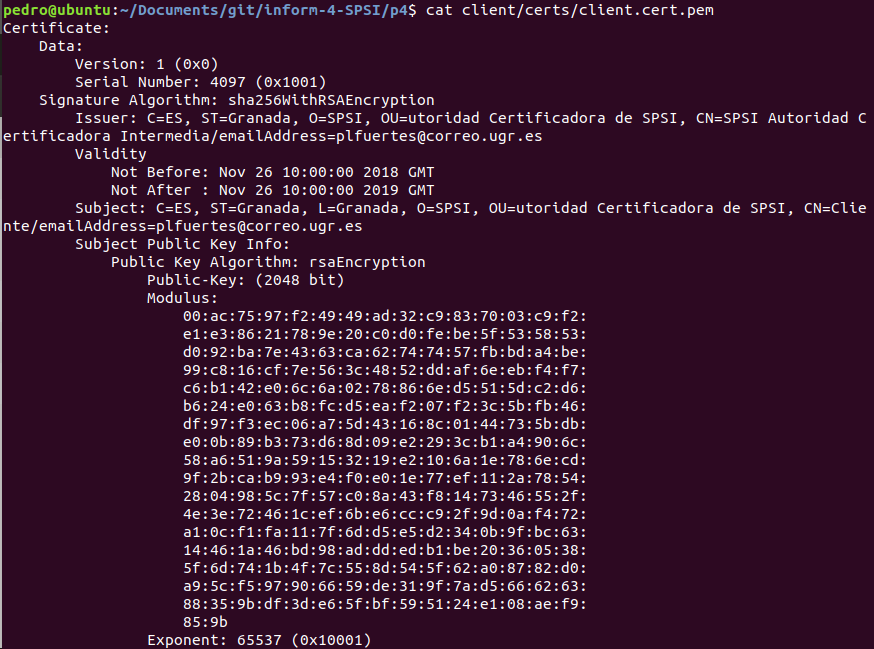 pedro@ubuntu:~/Documents/git/inform-4-SPSI/p4$ cat client/certs/client.cert.pem
Certificate:
    Data:
        Version: 1 (0x0)
        Serial Number: 4097 (0x1001)
    Signature Algorithm: sha256WithRSAEncryption
        Issuer: C=ES, ST=Granada, O=SPSI, OU=utoridad Certificadora de SPSI, CN=SPSI Autoridad C
ertificadora Intermedia/emailAddress=plfuertes@correo.ugr.es
        Validity
            Not Before: Nov 26 10:00:00 2018 GMT
            Not After : Nov 26 10:00:00 2019 GMT
        Subject: C=ES, ST=Granada, L=Granada, O=SPSI, OU=utoridad Certificadora de SPSI, CN=Clie
nte/emailAddress=plfuertes@correo.ugr.es
        Subject Public Key Info:
            Public Key Algorithm: rsaEncryption
                Public-Key: (2048 bit)
                Modulus:
                    00:ac:75:97:f2:49:49:ad:32:c9:83:70:03:c9:f2:
                    e1:e3:86:21:78:9e:20:c0:d0:fe:be:5f:53:58:53:
                    d0:92:ba:7e:43:63:ca:62:74:74:57:fb:bd:a4:be:
                    99:c8:16:cf:7e:56:3c:48:52:dd:af:6e:eb:f4:f7:
                    c6:b1:42:e0:6c:6a:02:78:86:6e:d5:51:5d:c2:d6:
                    b6:24:e0:63:b8:fc:d5:ea:f2:07:f2:3c:5b:fb:46:
                    df:97:f3:ec:06:a7:5d:43:16:8c:01:44:73:5b:db:
                    e0:0b:89:b3:73:d6:8d:09:e2:29:3c:b1:a4:90:6c:
                    58:a6:51:9a:59:15:32:19:e2:10:6a:1e:78:6e:cd:
                    9f:2b:ca:b9:93:e4:f0:e0:1e:77:ef:11:2a:78:54:
                    28:04:98:5c:7f:57:c0:8a:43:f8:14:73:46:55:2f:
                    4e:3e:72:46:1c:ef:6b:e6:cc:c9:2f:9d:0a:f4:72:
                    a1:0c:f1:fa:11:7f:6d:d5:e5:d2:34:0b:9f:bc:63:
                    14:46:1a:46:bd:98:ad:dd:ed:b1:be:20:36:05:38:
                    5f:6d:74:1b:4f:7c:55:8d:54:5f:62:a0:87:82:d0:
                    a9:5c:f5:97:90:66:59:de:31:9f:7a:d5:66:62:63:
                    88:35:9b:df:3d:e6:5f:bf:59:51:24:e1:08:ae:f9:
                    85:9b
                Exponent: 65537 (0x10001)